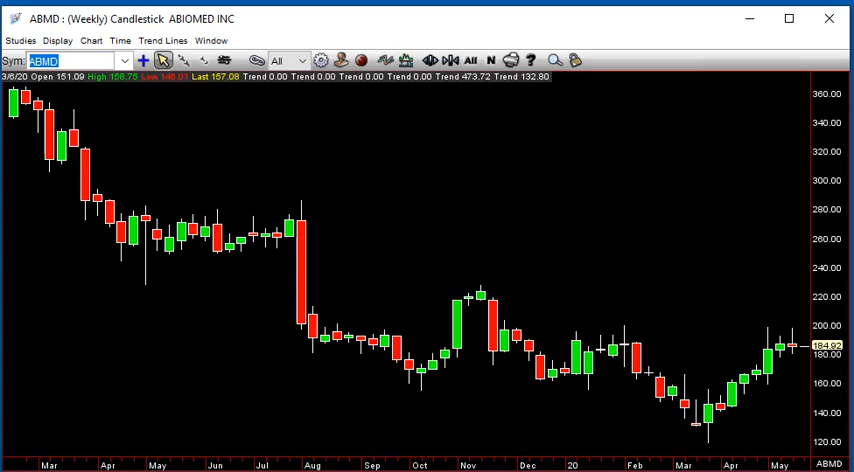 ABMD : (Weekly) Candlestick  ABIOMED INC
Studies Display Chart Time Trend Lines Window
Sym: ABMD All All N ?
3/6/20 Open 151.09 High 158.75 Low 148.01 Last 157.08 Trend 0.00 Trend 0.00 Trend 0.00 Trend 473.72 Trend 132.80
360.00
340.00
320.00
300.00
280.00
260.00
240.00
220.00
200.00
184.92
180.00
160.00
140.00
120.00
Mar Apr May Jun Jul Aug Sep Oct Nov Dec 20 Feb Mar Apr May ABMD